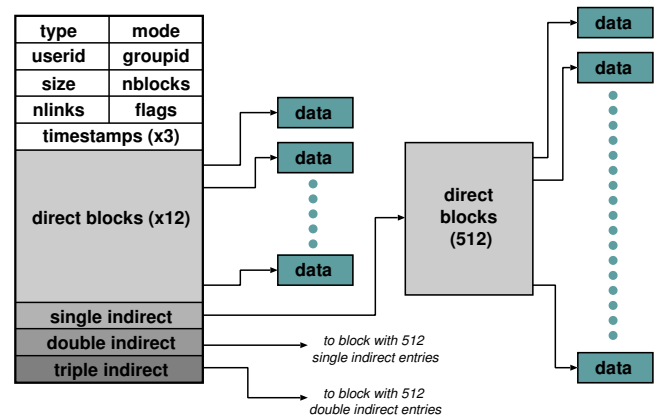 type mode
userid groupid
size nblocks
nlinks flags
timestamps (x3)
direct blocks (x12)
single indirect
double indirect
triple indirect
data
data
data
to block with 512
single indirect entries
to block with 512
double indirect entries
direct
blocks
(512)
data
data
data